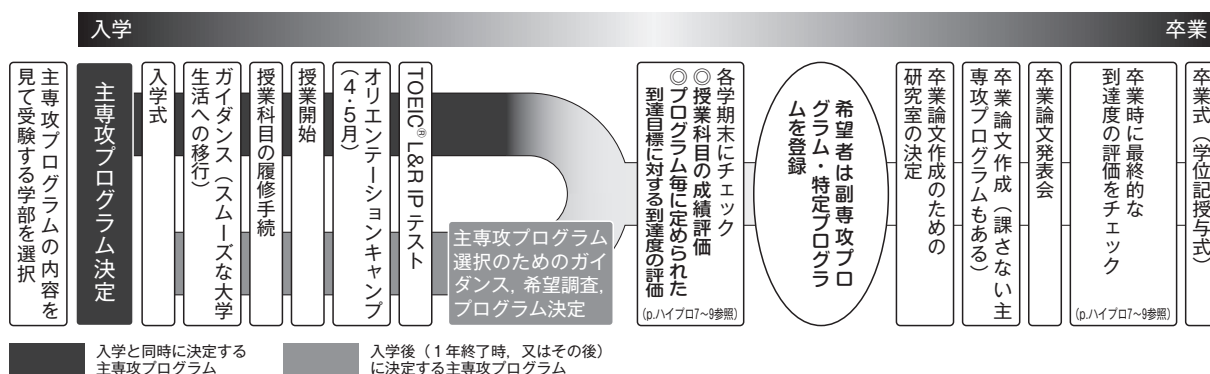 入学
卒業
主専攻プログラムの内容を
見て受験する学部を選択
主専攻プログラム決定
入学式
ガイダンス（スムーズな大学
生活への移行）
授業科目の履修手続
授業開始
オリエンテーションキャンプ
（4・5月）
TOEIC® L&R IP テスト
主専攻プログラム
選択のためのガイ
ダンス，希望調査，
プログラム決定
各学期末にチェック
◎授業科目の成績評価
◎プログラム毎に定められた
到達目標に対する到達度の評価
(p.ハイプロ7～9参照)
希望者は副専攻プロ
グラム・特定プログラ
ムを登録
卒業論文作成のための
研究室の決定
卒業論文作成（課さない主
専攻プログラムもある）
卒業論文発表会
卒業時に最終的な
到達度の評価をチェック
(p.ハイプロ7～9参照)
卒業式（学位記授与式）
入学と同時に決定する
主専攻プログラム
入学後（1年終了時，又はその後）
に決定する主専攻プログラム